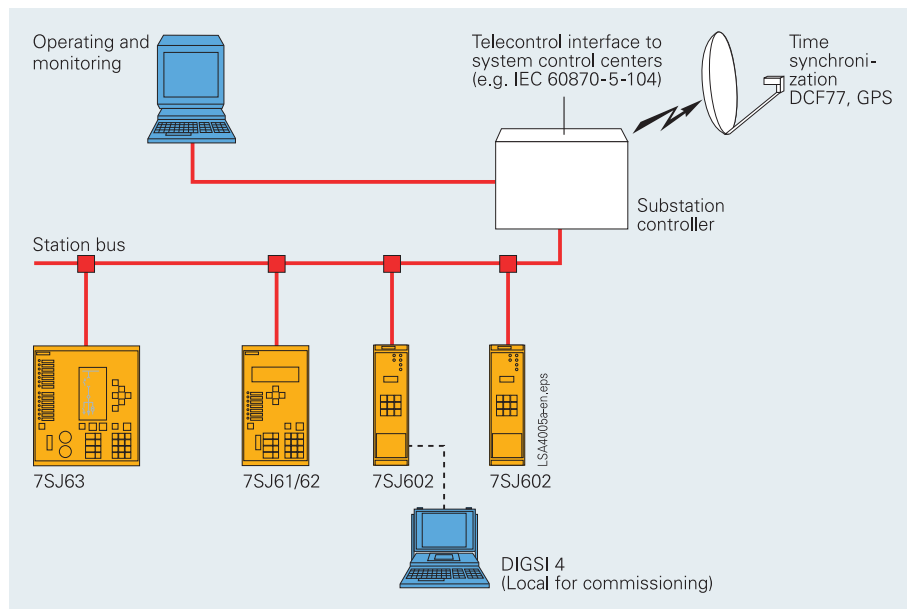 Operating and
monitoring
Telecontrol interface to
system control centers
(e.g. IEC 60870-5-104)
Time
synchroni-
zation
DCF77, GPS
Substation
controller
Station bus
LSA4005a-en.eps
7SJ63
7SJ61/62
7SJ602
7SJ602
DIGSI 4
(Local for commissioning)